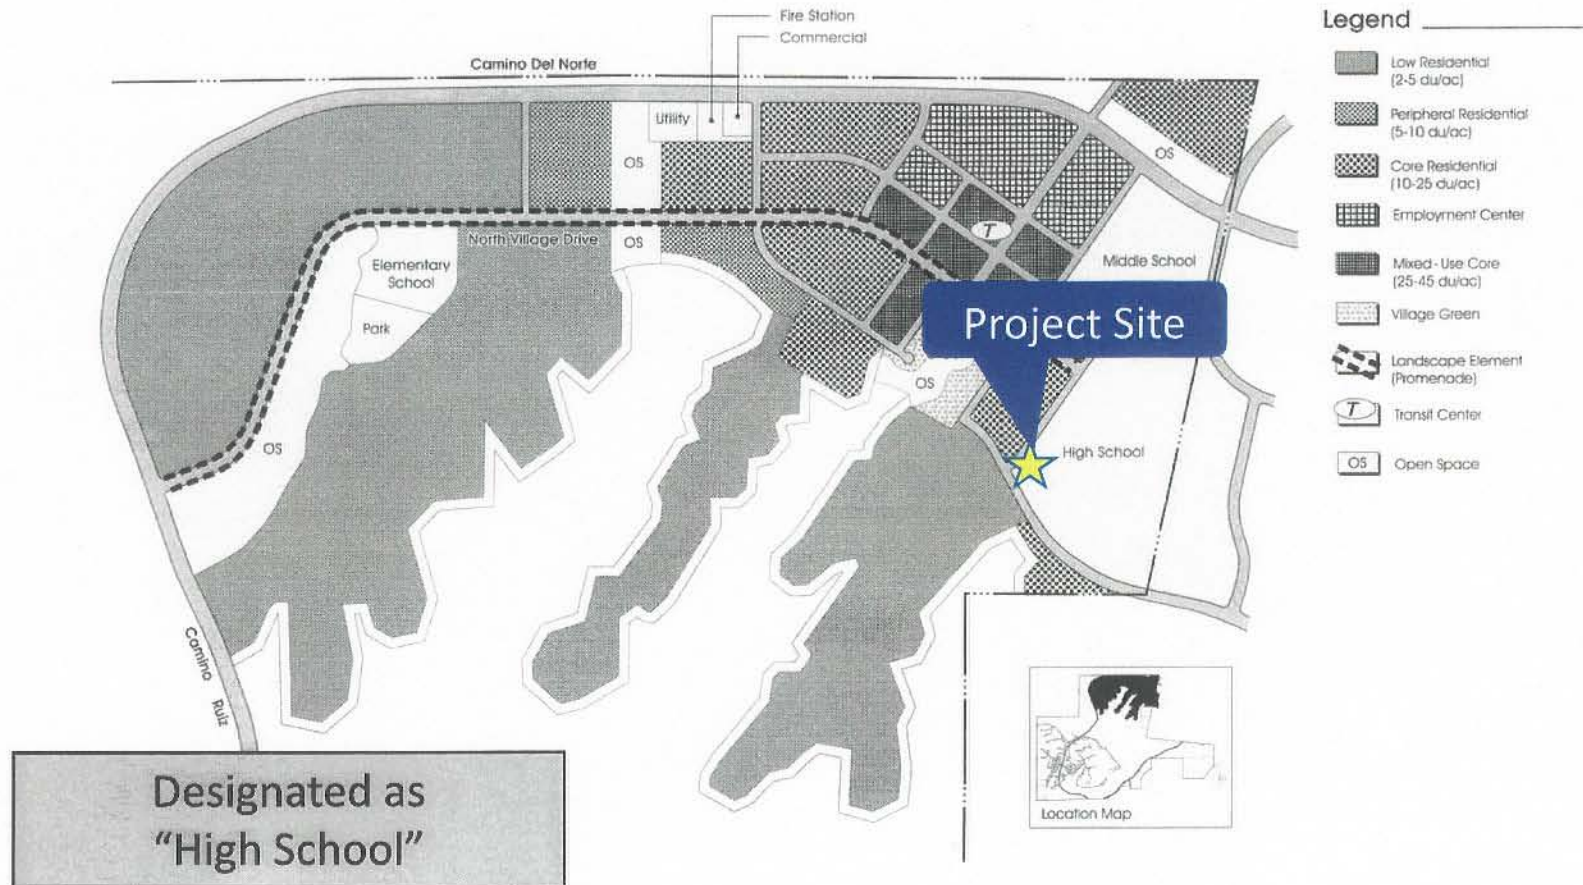 Fire Station
Commercial
Camino Del Norte
Utility
OS
OS
North Village Drive
Elementary
School
Park
OS
T
OS
Middle School
Project Site
OS
High School
Camino Ruiz
Location Map
Designated as
“High School”
Legend
Low Residential
(2-5 du/ac)
Peripheral Residential
(5-10 du/ac)
Core Residential
(10-25 du/ac)
Employment Center
Mixed-Use Core
(25-45 du/ac)
Village Green
Landscape Element
(Promenade)
T
Transit Center
OS
Open Space